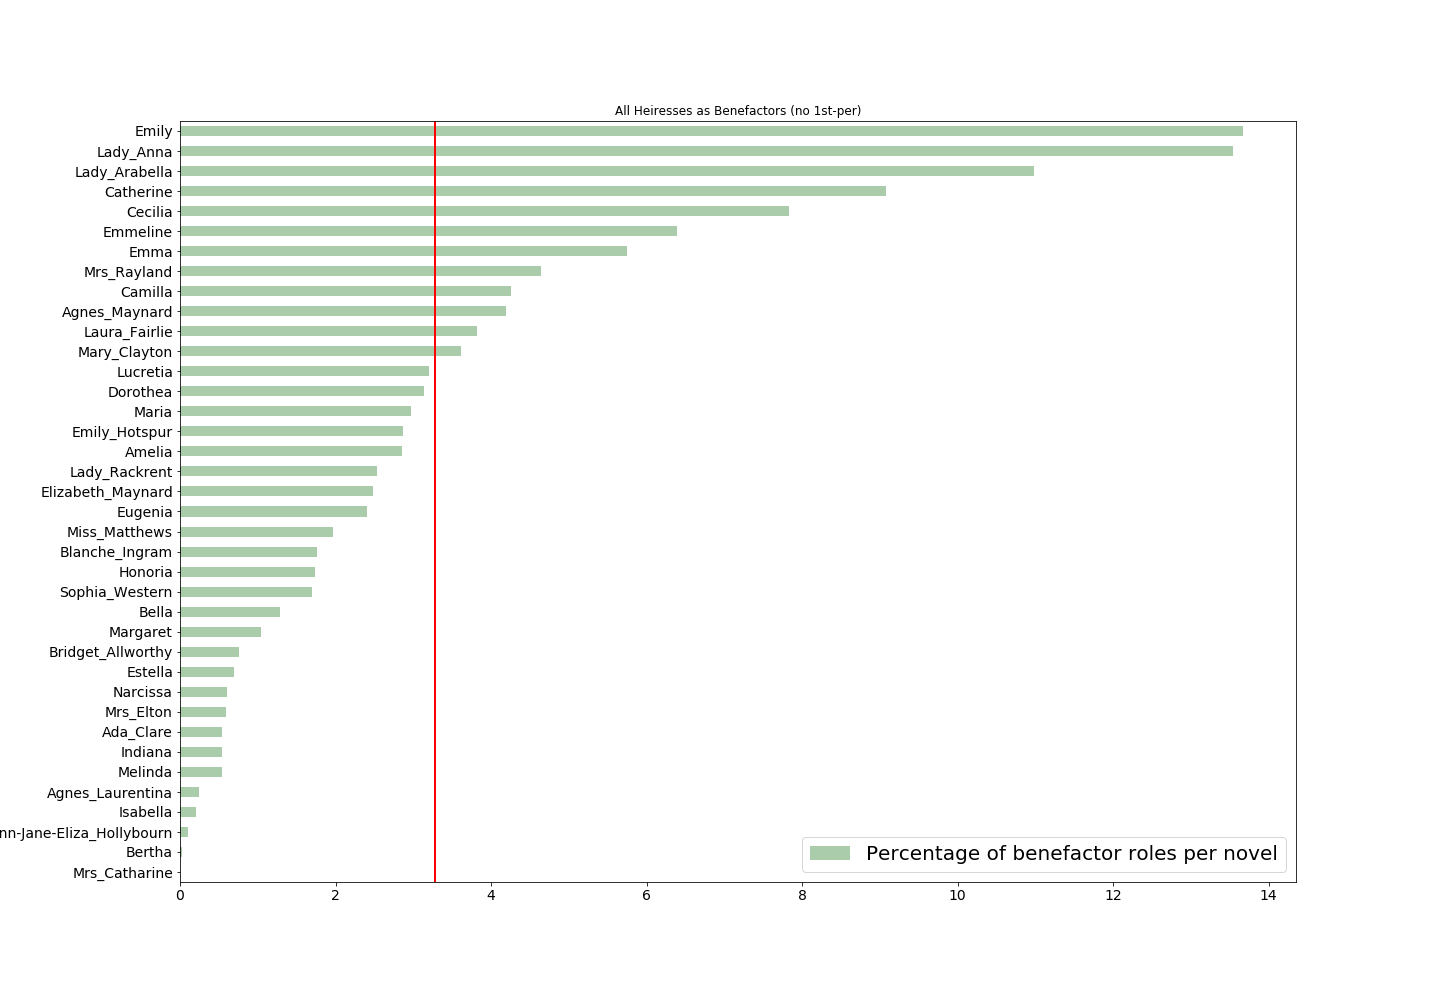 All Heiresses as Benefactors (no 1st-per)
Emily
Lady_Anna
Lady_Arabella
Catherine
Cecilia
Emmeline
Emma
Mrs_Rayland
Camilla
Agnes_Maynard
Laura_Fairlie
Mary_Clayton
Lucretia
Dorothea
Maria
Emily_Hotspur
Amelia
Lady_Rackrent
Elizabeth_Maynard
Eugenia
Miss_Matthews
Blanche_Ingram
Honoria
Sophia_Western
Bella
Margaret
Bridget_Allworthy
Estella
Narcissa
Mrs_Elton
Ada_Clare
Indiana
Melinda
Agnes_Laurentina
Isabella
nn-Jane-Eliza_Hollybourn
Bertha
Mrs_Catharine
Percentage of benefactor roles per novel
0 2 4 6 8 10 12 14